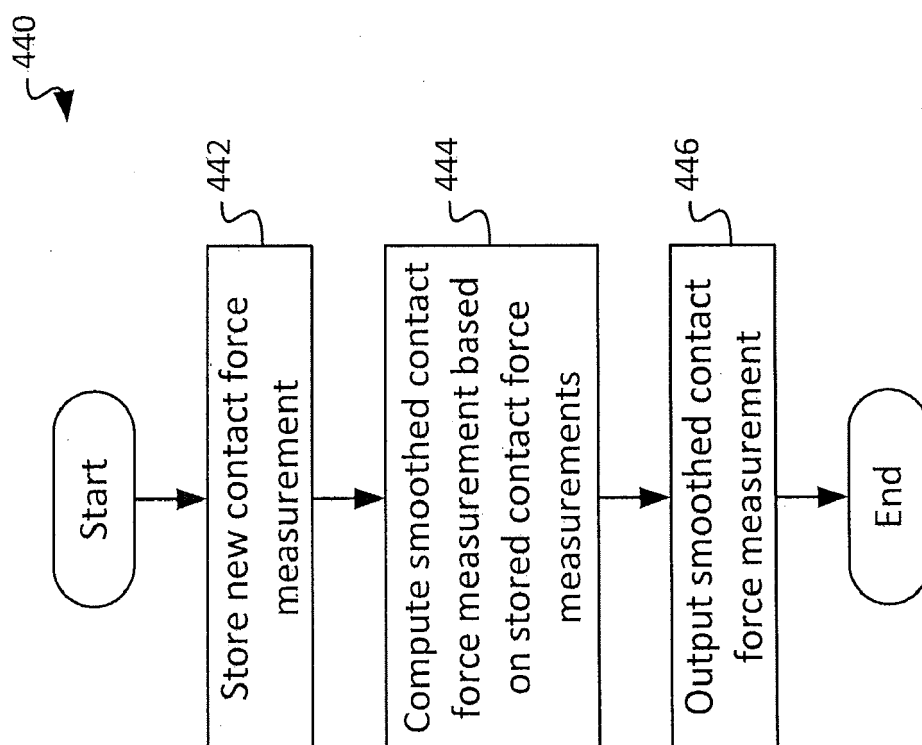 440
Start
442
Store new contact force
measurement
444
Compute smoothed contact
force measurement based
on stored contact force
measurements
446
Output smoothed contact
force measurement
End